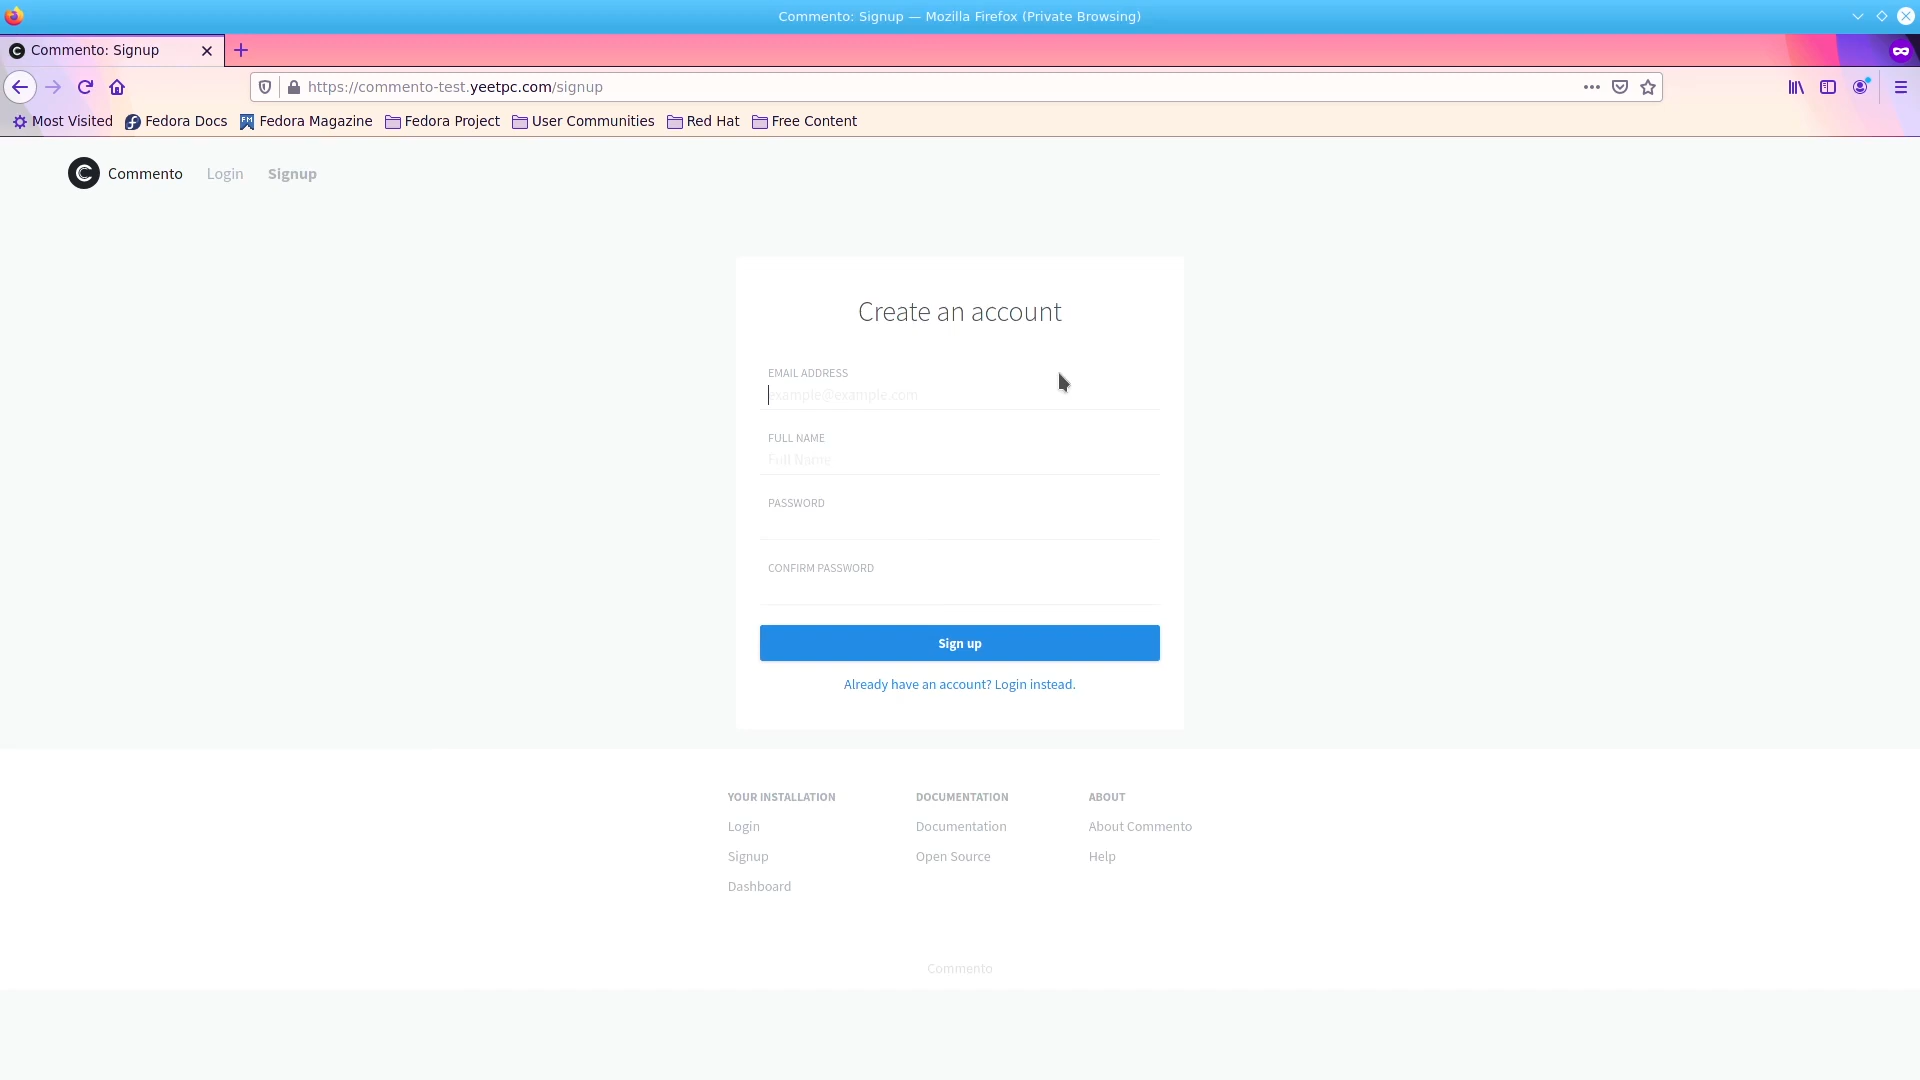 Commento: Signup — Mozilla Firefox (Private Browsing)
Commento: Signup
https://commento-test.yeetpc.com/signup
Most Visited Fedora Docs Fedora Magazine Fedora Project User Communities Red Hat Free Content
Commento Login Signup
Create an account
EMAIL ADDRESS
example@example.com
FULL NAME
Full Name
PASSWORD
CONFIRM PASSWORD
Sign up
Already have an account? Login instead.
YOUR INSTALLATION DOCUMENTATION ABOUT
Login Documentation About Commento
Signup Open Source Help
Dashboard
Commento